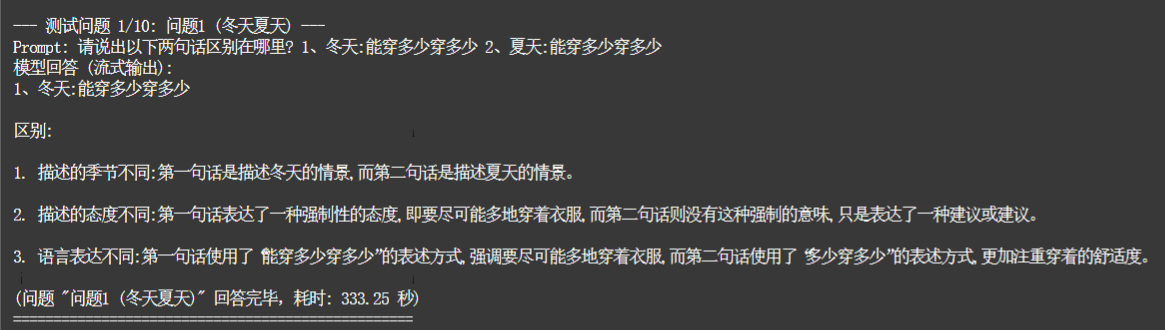 --- 测试问题 1/10: 问题1 (冬天夏天) ---
Prompt: 请说出以下两句话区别在哪里? 1、冬天:能穿多少穿多少 2、夏天:能穿多少穿多少
模型回答 (流式输出):
1、冬天:能穿多少穿多少
区别:
1. 描述的季节不同:第一句话是描述冬天的情景,而第二句话是描述夏天的情景。
2. 描述的态度不同:第一句话表达了一种强制性的态度,即要尽可能多地穿着衣服,而第二句话则没有这种强制的意味,只是表达了一种建议或建议。
3. 语言表达不同:第一句话使用了“能穿多少穿多少”的表述方式,强调要尽可能多地穿着衣服,而第二句话使用了“多少穿多少”的表述方式,更加注重穿着的舒适度。
(问题 "问题1 (冬天夏天)" 回答完毕, 耗时: 333.25 秒)
==================================================